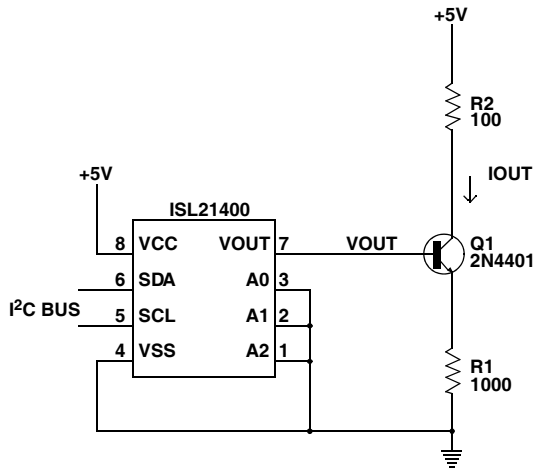 +5V
R2
100
+5V
IOUT
ISL21400
8 VCC VOUT 7 VOUT
Q1
2N4401
6 SDA A0 3
I²C BUS
5 SCL A1 2
4 VSS A2 1
R1
1000